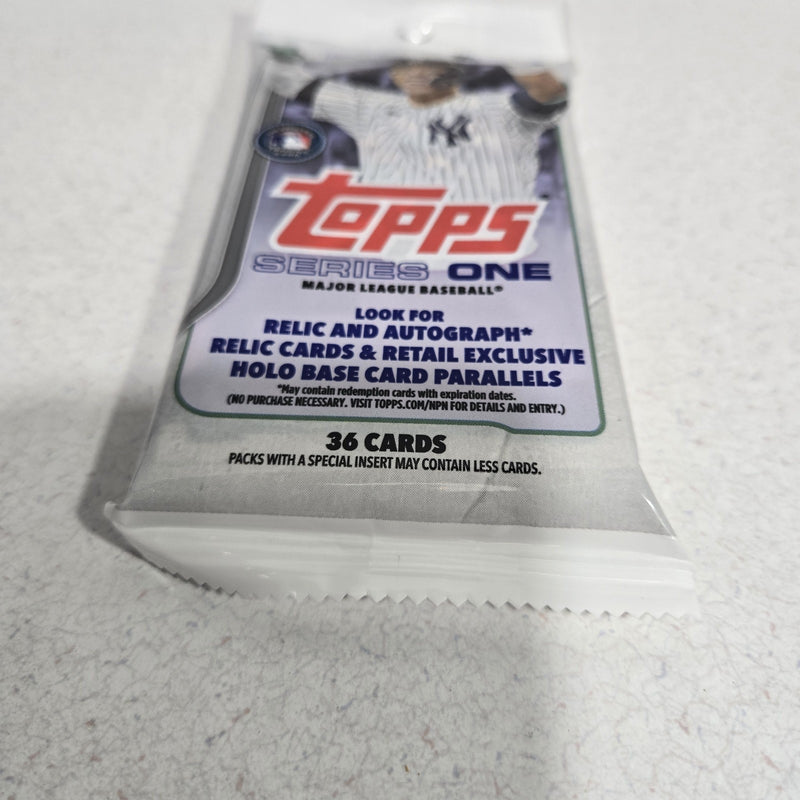 NY
TOPPS
SERIES ONE
MAJOR LEAGUE BASEBALL®
LOOK FOR
RELIC AND AUTOGRAPH*
RELIC CARDS & RETAIL EXCLUSIVE
HOLO BASE CARD PARALLELS
*May contain redemption cards with expiration dates.
(NO PURCHASE NECESSARY. VISIT TOPPS.COM/NPN FOR DETAILS AND ENTRY.)
36 CARDS
PACKS WITH A SPECIAL INSERT MAY CONTAIN LESS CARDS.